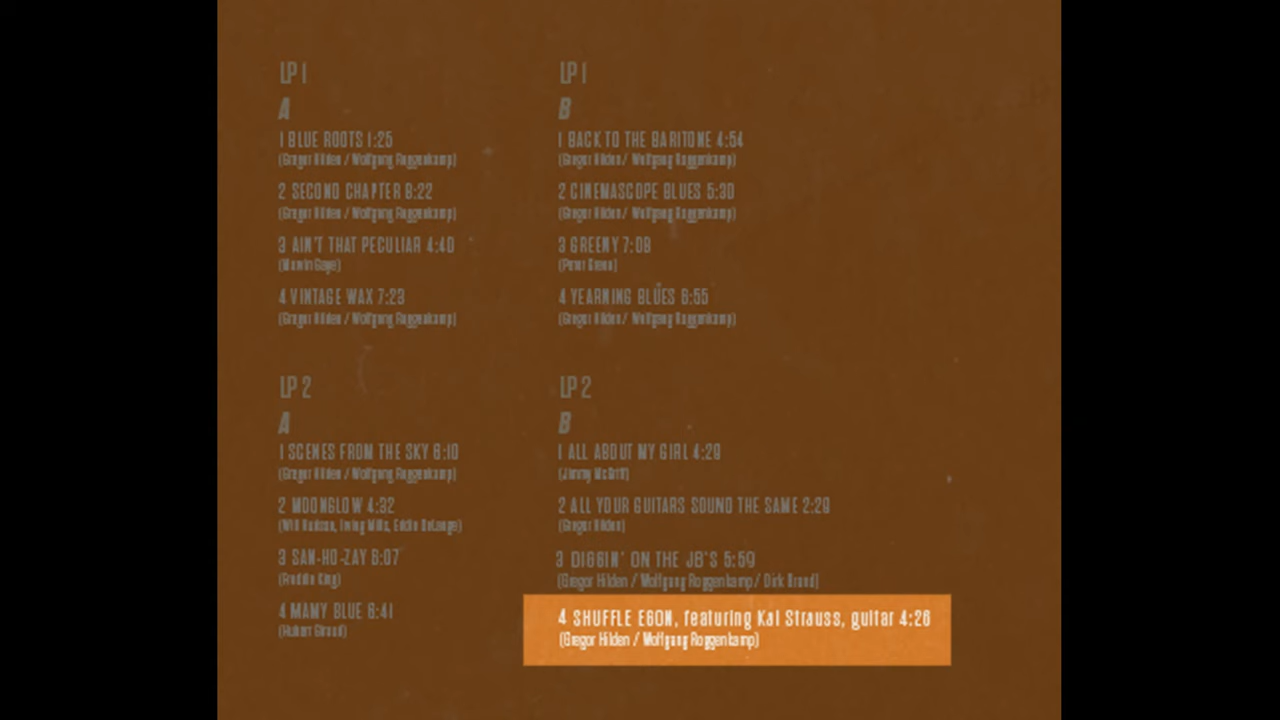 LP 1
A
1 BLUE ROOTS 1:25
(Gregor Hilden / Wolfgang Roggenkamp)
2 SECOND CHAPTER 8:22
(Gregor Hilden / Wolfgang Roggenkamp)
3 AIN'T THAT PECULIAR 4:40
(Marvin Gaye)
4 VINTAGE WAX 7:23
(Gregor Hilden / Wolfgang Roggenkamp)
LP 1
B
1 BACK TO THE BARITONE 4:54
(Gregor Hilden / Wolfgang Roggenkamp)
2 CINEMASCOPE BLUES 5:30
(Gregor Hilden / Wolfgang Roggenkamp)
3 GREENY 7:08
(Peter Green)
4 YEARNING BLUES 6:55
(Gregor Hilden / Wolfgang Roggenkamp)
LP 2
A
1 SCENES FROM THE SKY 6:10
(Gregor Hilden / Wolfgang Roggenkamp)
2 MOONGLOW 4:32
(Will Hudson, Irving Mills, Eddie DeLange)
3 SAN-HO-ZAY 6:07
(Freddie King)
4 MAMY BLUE 6:41
(Hubert Giraud)
LP 2
B
1 ALL ABOUT MY GIRL 4:29
(Jimmy McGriff)
2 ALL YOUR GUITARS SOUND THE SAME 2:29
(Gregor Hilden)
3 DIGGIN' ON THE JB'S 5:59
(Gregor Hilden / Wolfgang Roggenkamp / Dirk Brand)
4 SHUFFLE EGON, featuring Kai Strauss, guitar 4:26
(Gregor Hilden / Wolfgang Roggenkamp)